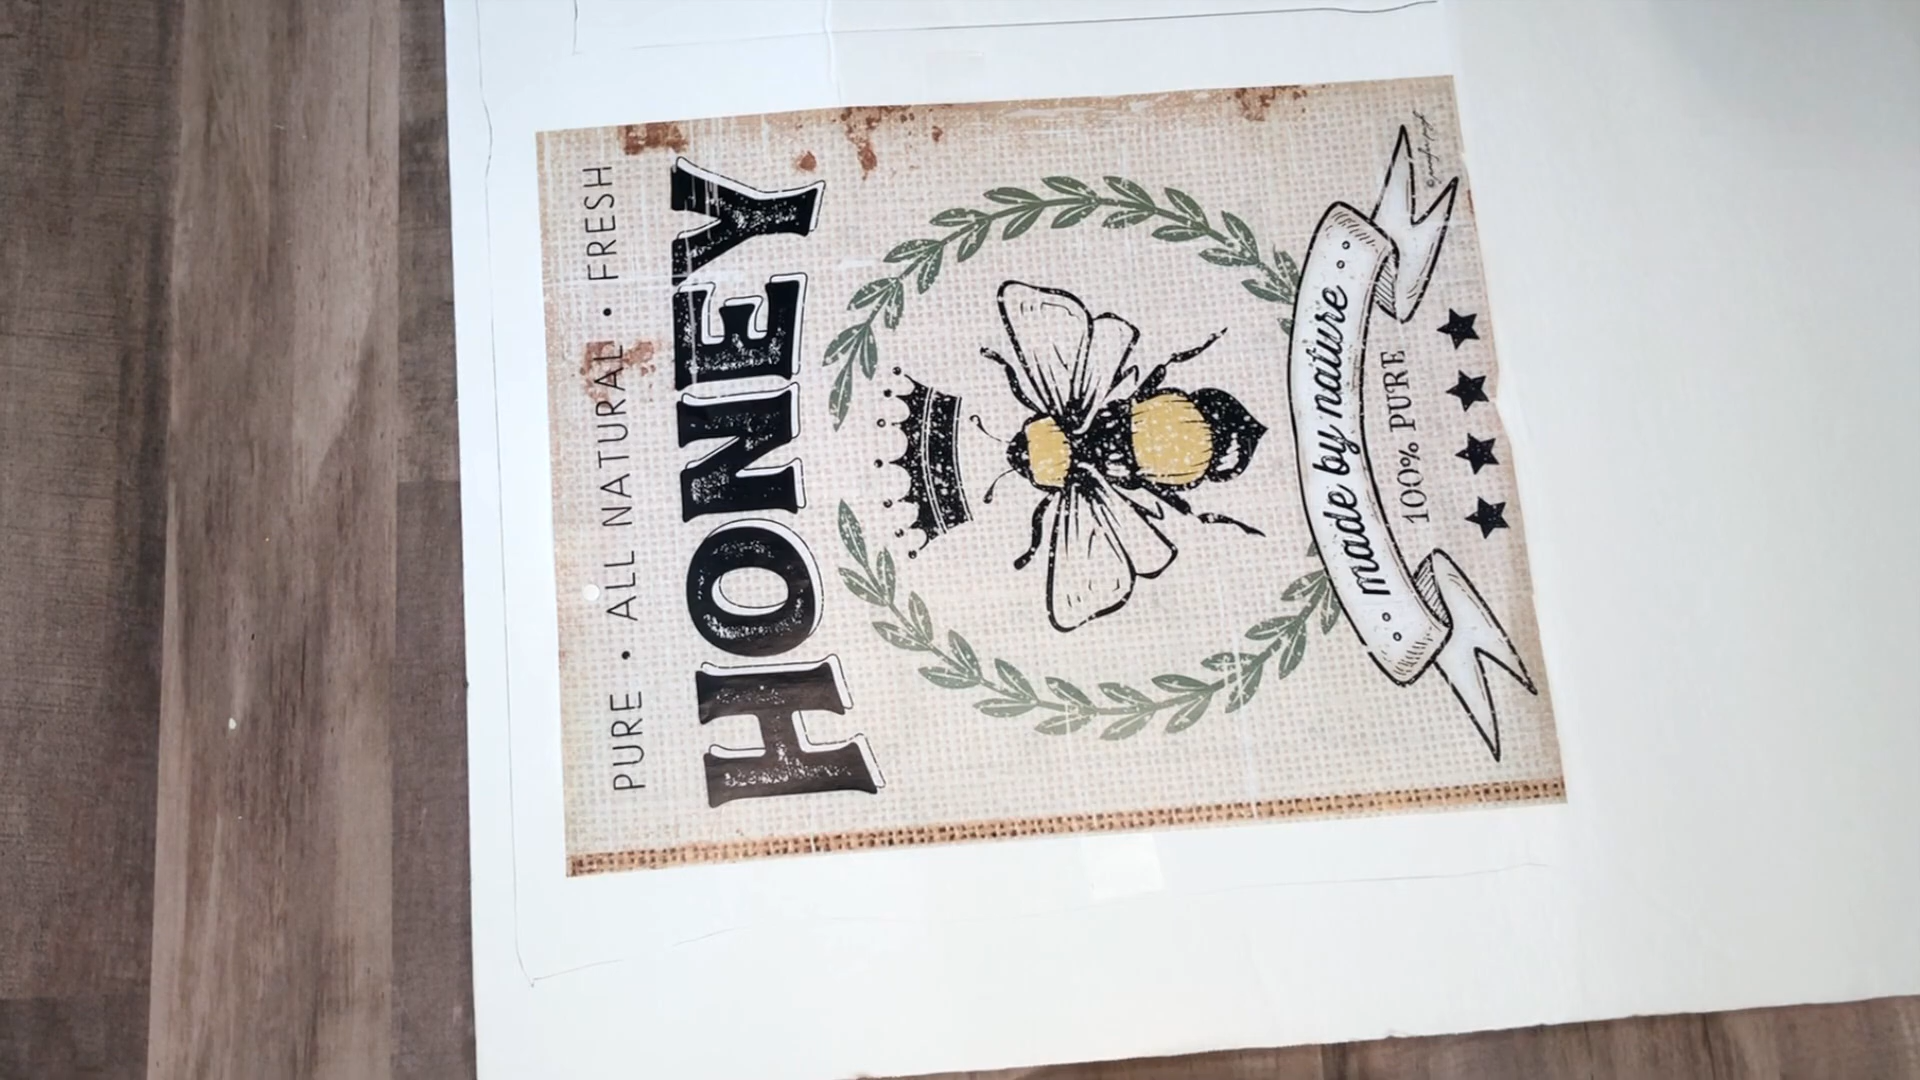 PURE • ALL NATURAL • FRESH
HONEY
made by nature
100% PURE